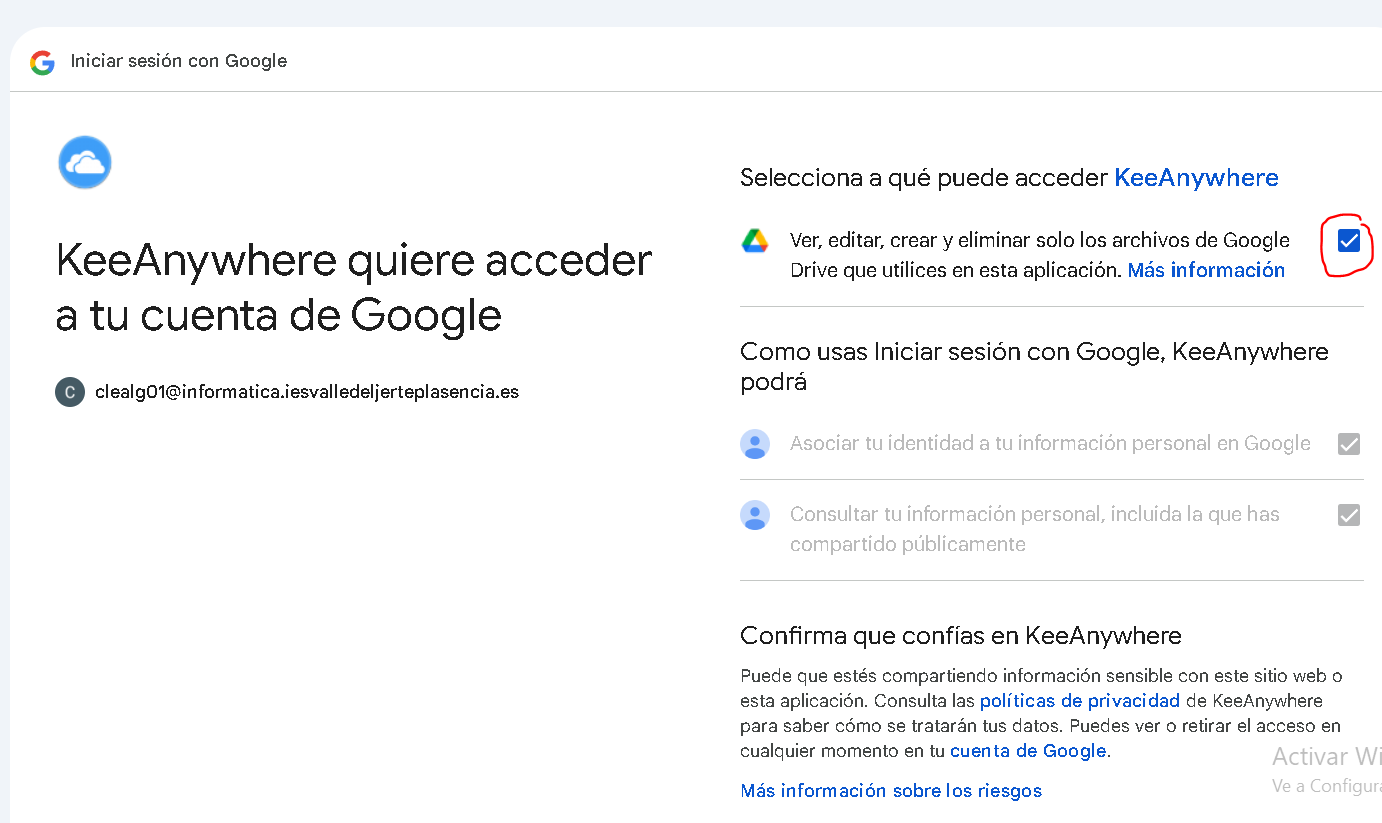 Iniciar sesión con Google
KeeAnywhere quiere acceder
a tu cuenta de Google
C clealg01@informatica.iesvalledeljerteplasencia.es
Selecciona a qué puede acceder KeeAnywhere
Ver, editar, crear y eliminar solo los archivos de Google
Drive que utilices en esta aplicación. Más información
Como usas Iniciar sesión con Google, KeeAnywhere
podrá
Asociar tu identidad a tu información personal en Google
Consultar tu información personal, incluida la que has
compartido públicamente
Confirma que confías en KeeAnywhere
Puede que estés compartiendo información sensible con este sitio web o
esta aplicación. Consulta las políticas de privacidad de KeeAnywhere
para saber cómo se tratarán tus datos. Puedes ver o retirar el acceso en
cualquier momento en tu cuenta de Google.
Más información sobre los riesgos
Activar Wi
Ve a Configura